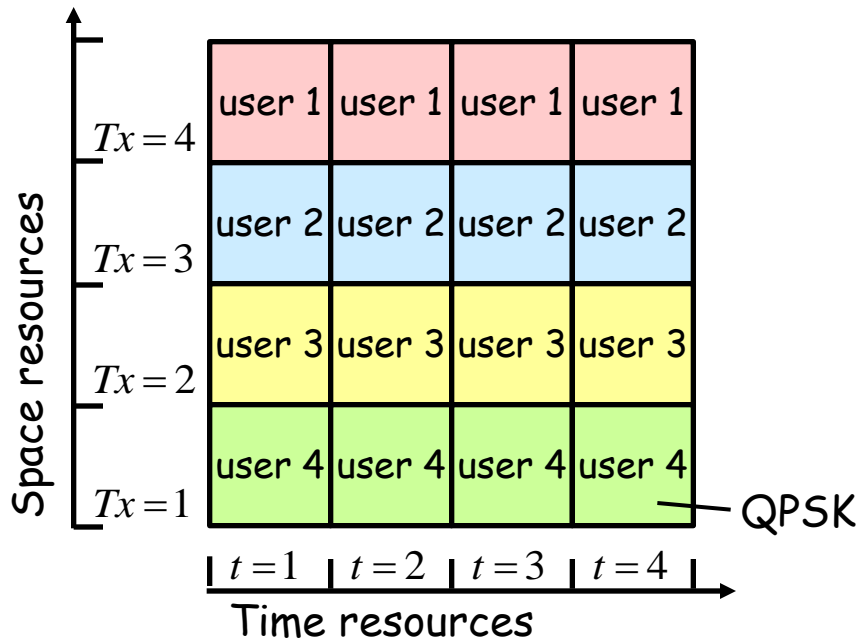 Space resources
user 1 user 1 user 1 user 1
Tx = 4
user 2 user 2 user 2 user 2
Tx = 3
user 3 user 3 user 3 user 3
Tx = 2
user 4 user 4 user 4 user 4
Tx = 1
QPSK
t = 1 t = 2 t = 3 t = 4
Time resources